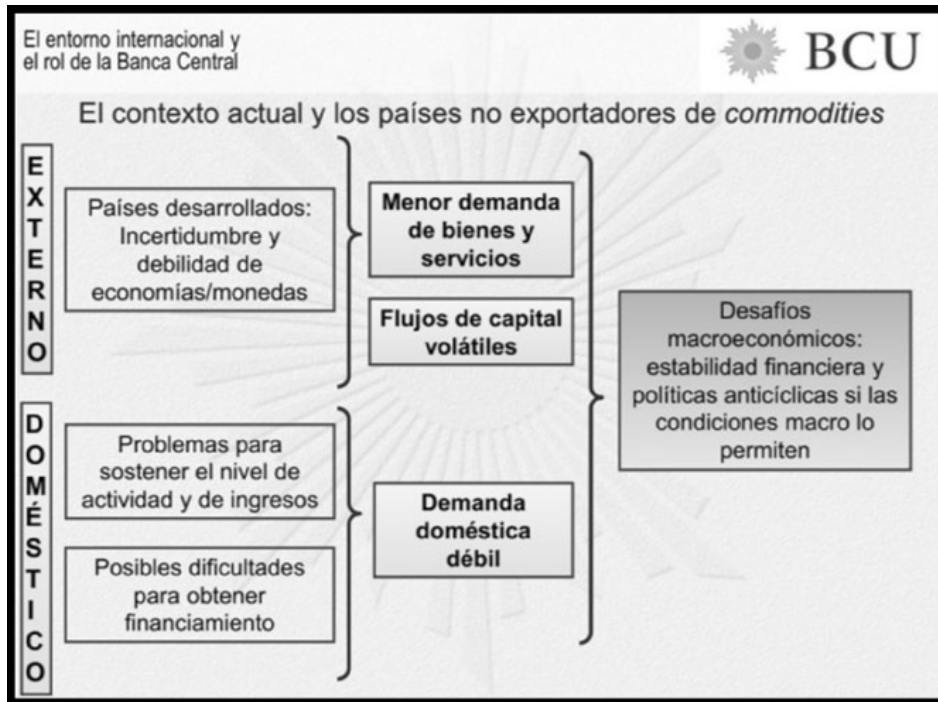 El entorno internacional y
el rol de la Banca Central
BCU
El contexto actual y los países no exportadores de commodities
EXTERNO
Países desarrollados:
Incertidumbre y
debilidad de
economías/monedas
Menor demanda
de bienes y
servicios
Flujos de capital
volátiles
DOMÉSTICO
Problemas para
sostener el nivel de
actividad y de ingresos
Posibles dificultades
para obtener
financiamiento
Demanda
doméstica
débil
Desafíos
macroeconómicos:
estabilidad financiera y
políticas anticíclicas si las
condiciones macro lo
permiten